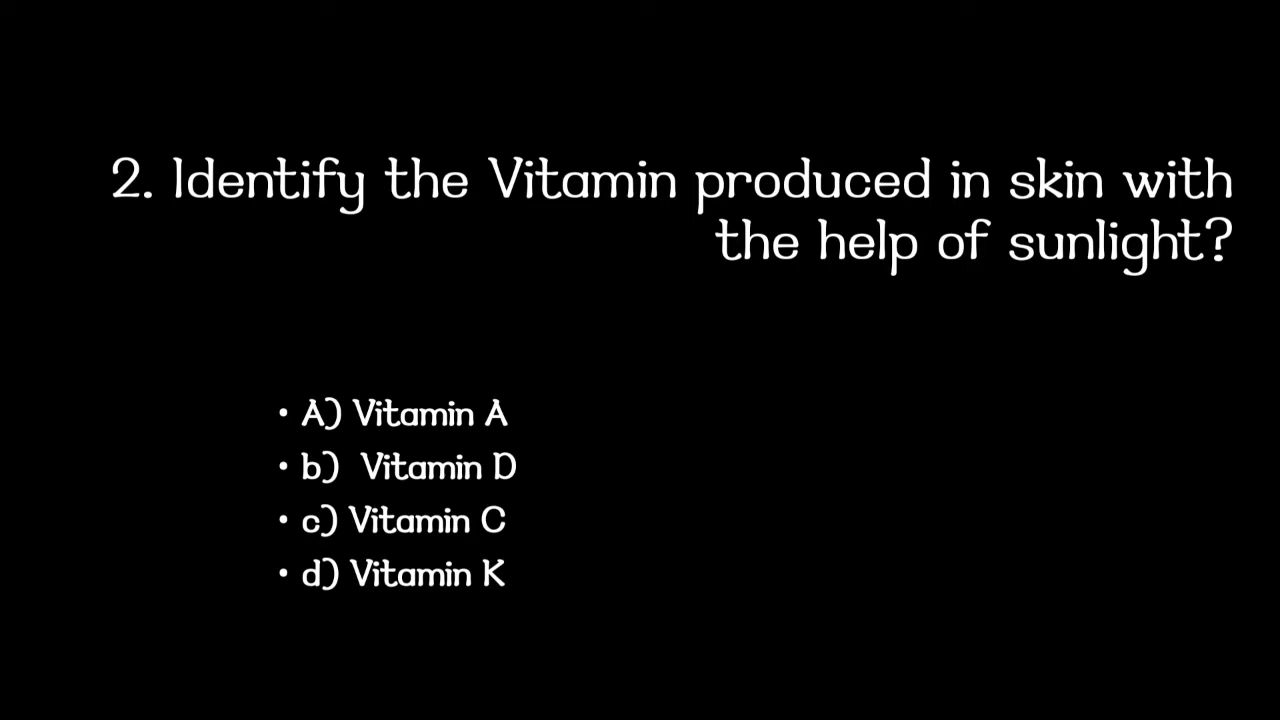 2. Identify the Vitamin produced in skin with
the help of sunlight?
• A) Vitamin A
• b)  Vitamin D
• c) Vitamin C
• d) Vitamin K